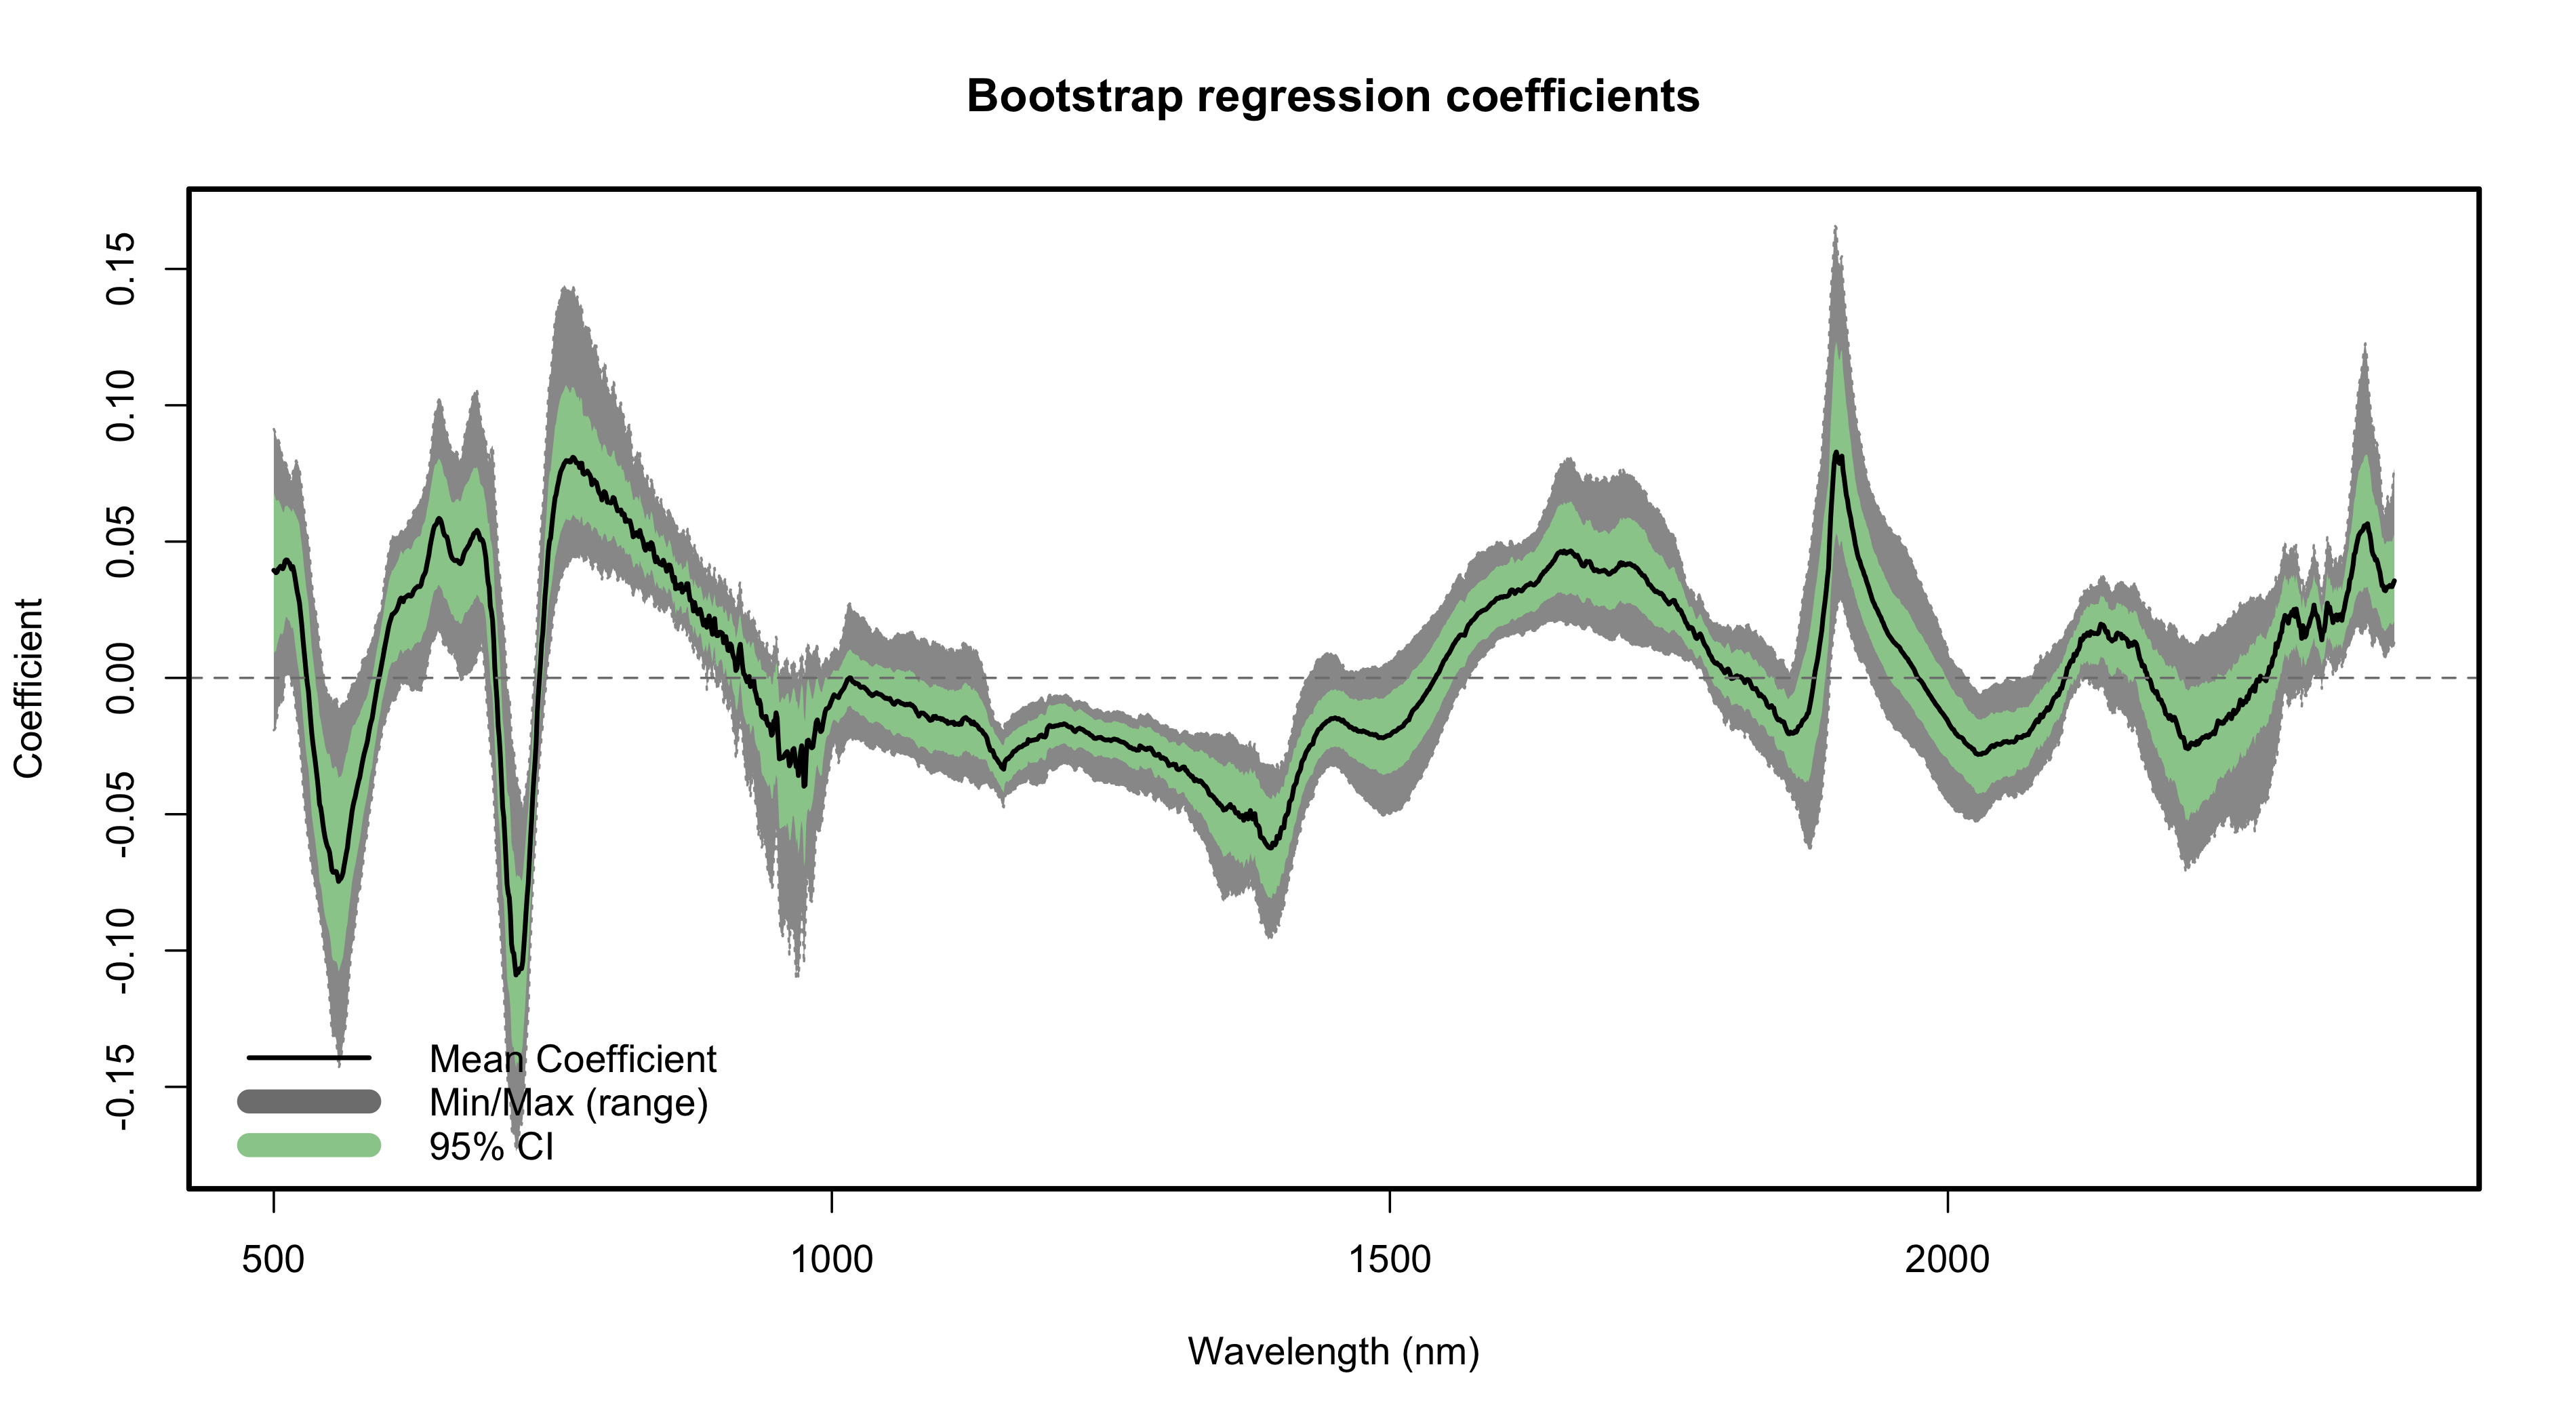 Bootstrap regression coefficients
Coefficient
0.15
0.10
0.05
0.00
-0.05
-0.10
-0.15
Mean Coefficient
Min/Max (range)
95% CI
500 1000 1500 2000
Wavelength (nm)